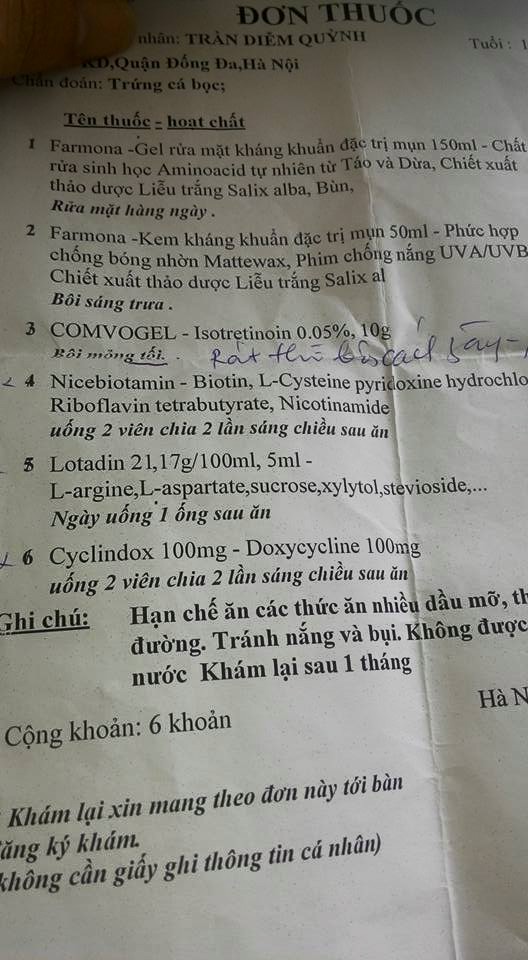 ĐƠN THUỐC
nhân: TRẦN DIỄM QUỲNH Tuổi : 1
KD,Quận Đống Đa,Hà Nội
Chẩn đoán: Trứng cá bọc;
Tên thuốc - hoạt chất
1 Farmona -Gel rửa mặt kháng khuẩn đặc trị mụn 150ml - Chất
rửa sinh học Aminoacid tự nhiên từ Táo và Dừa, Chiết xuất
thảo dược Liễu trắng Salix alba, Bùn,
Rửa mặt hàng ngày .
2 Farmona -Kem kháng khuẩn đặc trị mụn 50ml - Phức hợp
chống bóng nhờn Mattewax, Phim chống nắng UVA/UVB
Chiết xuất thảo dược Liễu trắng Salix al
Bôi sáng trưa .
3 COMVOGEL - Isotretinoin 0.05%, 10g
Bôi mỏng tối. Rát thì bôi cách
4 Nicebiotamin - Biotin, L-Cysteine pyridoxine hydrochlo
Riboflavin tetrabutyrate, Nicotinamide
uống 2 viên chia 2 lần sáng chiều sau ăn
5 Lotadin 21,17g/100ml, 5ml -
L-argine,L-aspartate,sucrose,xylytol,stevioside,...
Ngày uống 1 ống sau ăn
6 Cyclindox 100mg - Doxycycline 100mg
uống 2 viên chia 2 lần sáng chiều sau ăn
Ghi chú: Hạn chế ăn các thức ăn nhiều dầu mỡ, th
đường. Tránh nắng và bụi. Không được
nước Khám lại sau 1 tháng
Hà N
Cộng khoản: 6 khoản
Khám lại xin mang theo đơn này tới bàn
ăng ký khám.
không cần giấy ghi thông tin cá nhân)